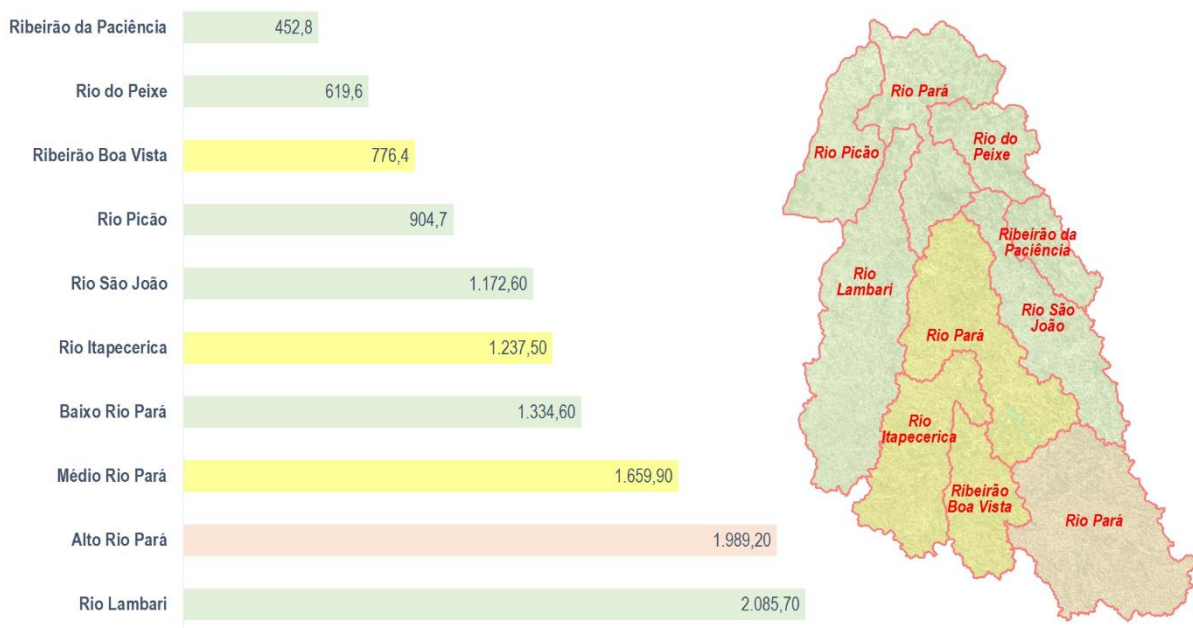 Ribeirão da Paciência
452,8
Rio do Peixe
619,6
Ribeirão Boa Vista
776,4
Rio Picão
904,7
Rio São João
1.172,60
Rio Itapecerica
1.237,50
Baixo Rio Pará
1.334,60
Médio Rio Pará
1.659,90
Alto Rio Pará
1.989,20
Rio Lambari
2.085,70
Rio Pará
Rio do
Peixe
Rio Picão
Ribeirão da
Paciência
Rio
Lambari
Rio São
João
Rio Pará
Rio
Itapecerica
Ribeirão
Boa Vista
Rio Pará